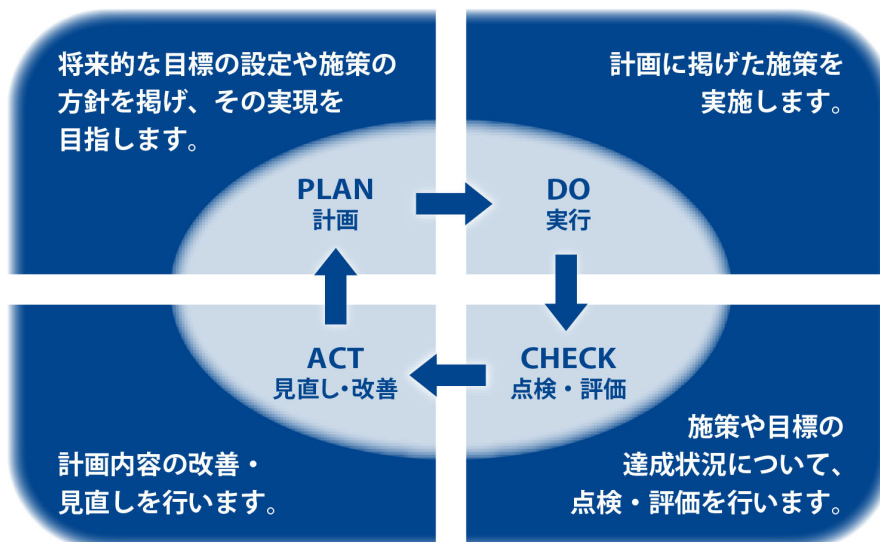 将来的な目標の設定や施策の
方針を掲げ、その実現を
目指します。
計画に掲げた施策を
実施します。
PLAN
計画
DO
実行
ACT
見直し・改善
CHECK
点検・評価
計画内容の改善・
見直しを行います。
施策や目標の
達成状況について、
点検・評価を行います。